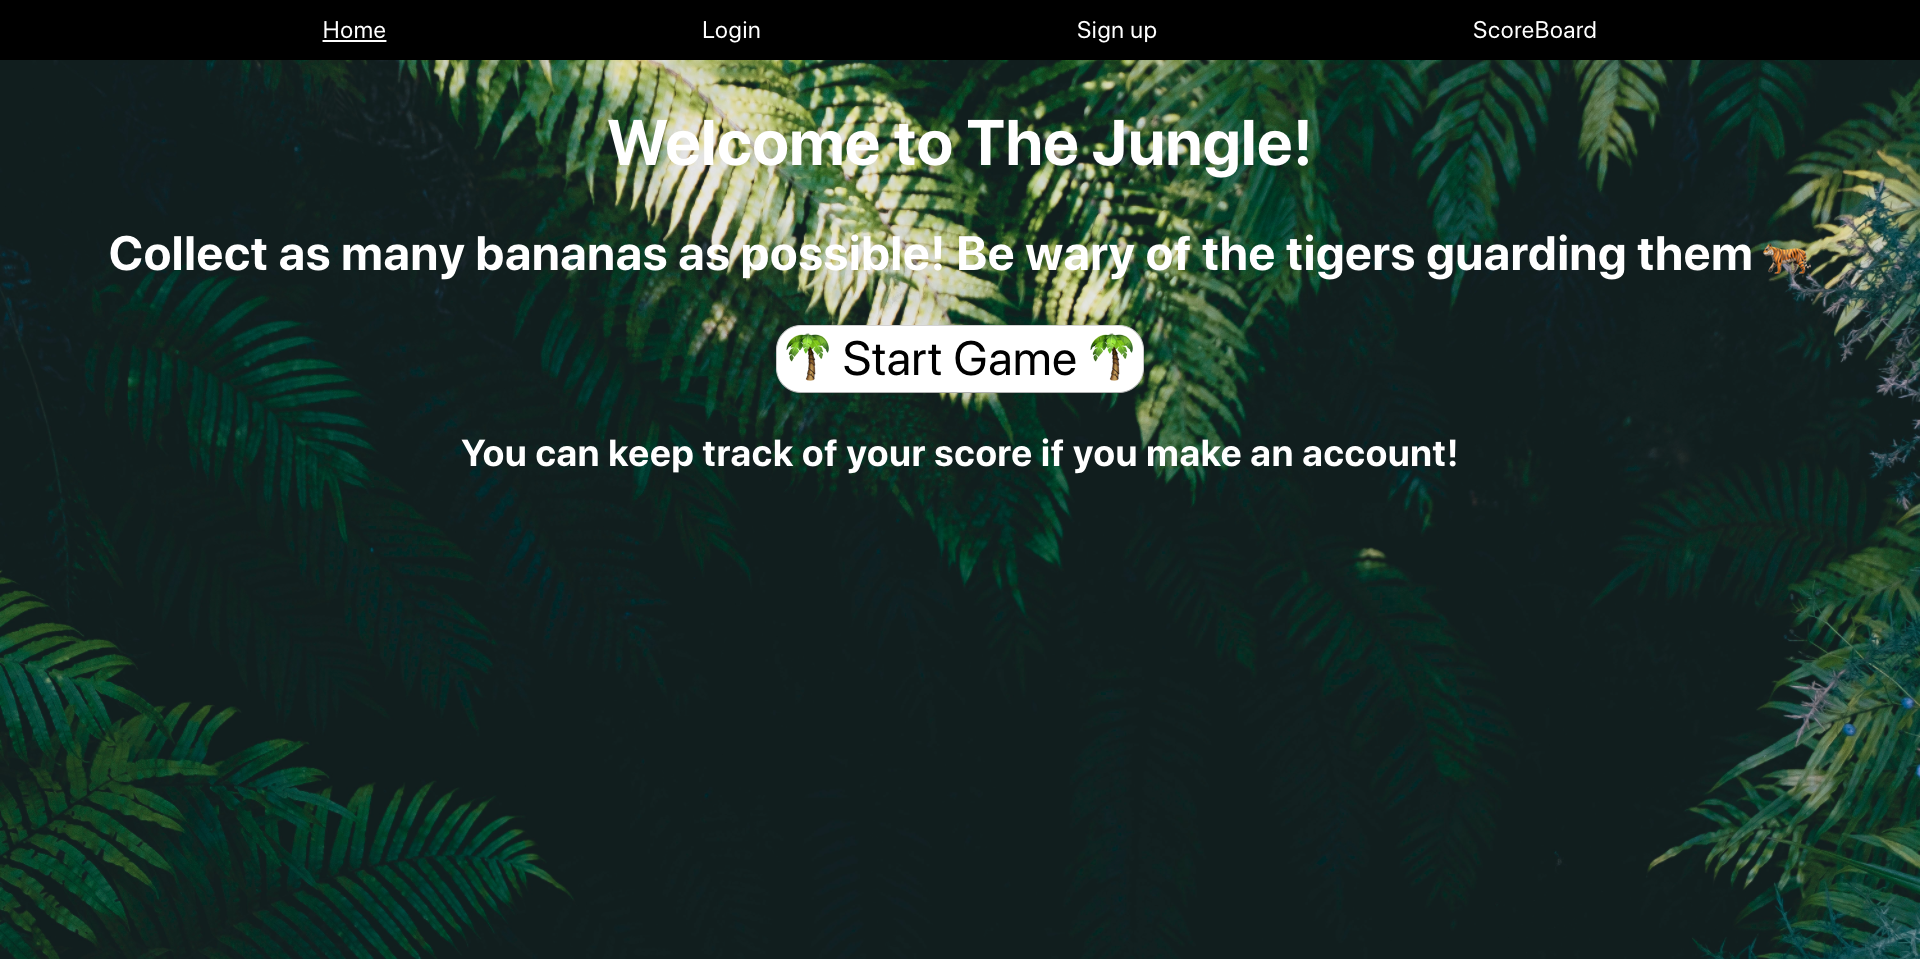 Home Login Sign up ScoreBoard
Welcome to The Jungle!
Collect as many bananas as possible! Be wary of the tigers guarding them 🐅
🌴 Start Game 🌴
You can keep track of your score if you make an account!